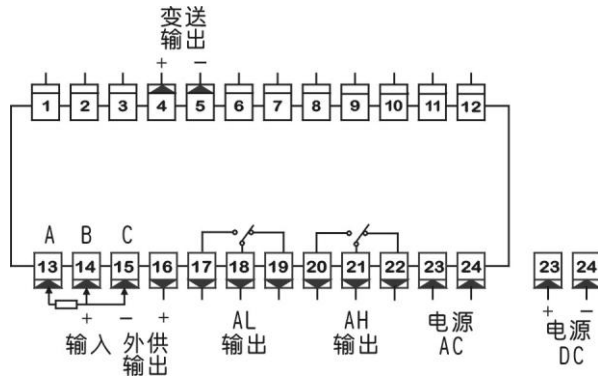 变送
输出
+ −
1 2 3 4 5 6 7 8 9 10 11 12
A B C
13 14 15 16 17 18 19 20 21 22 23 24 23 24
+ − + + −
输入 外供 AL AH 电源 电源
输出 输出 输出 AC DC